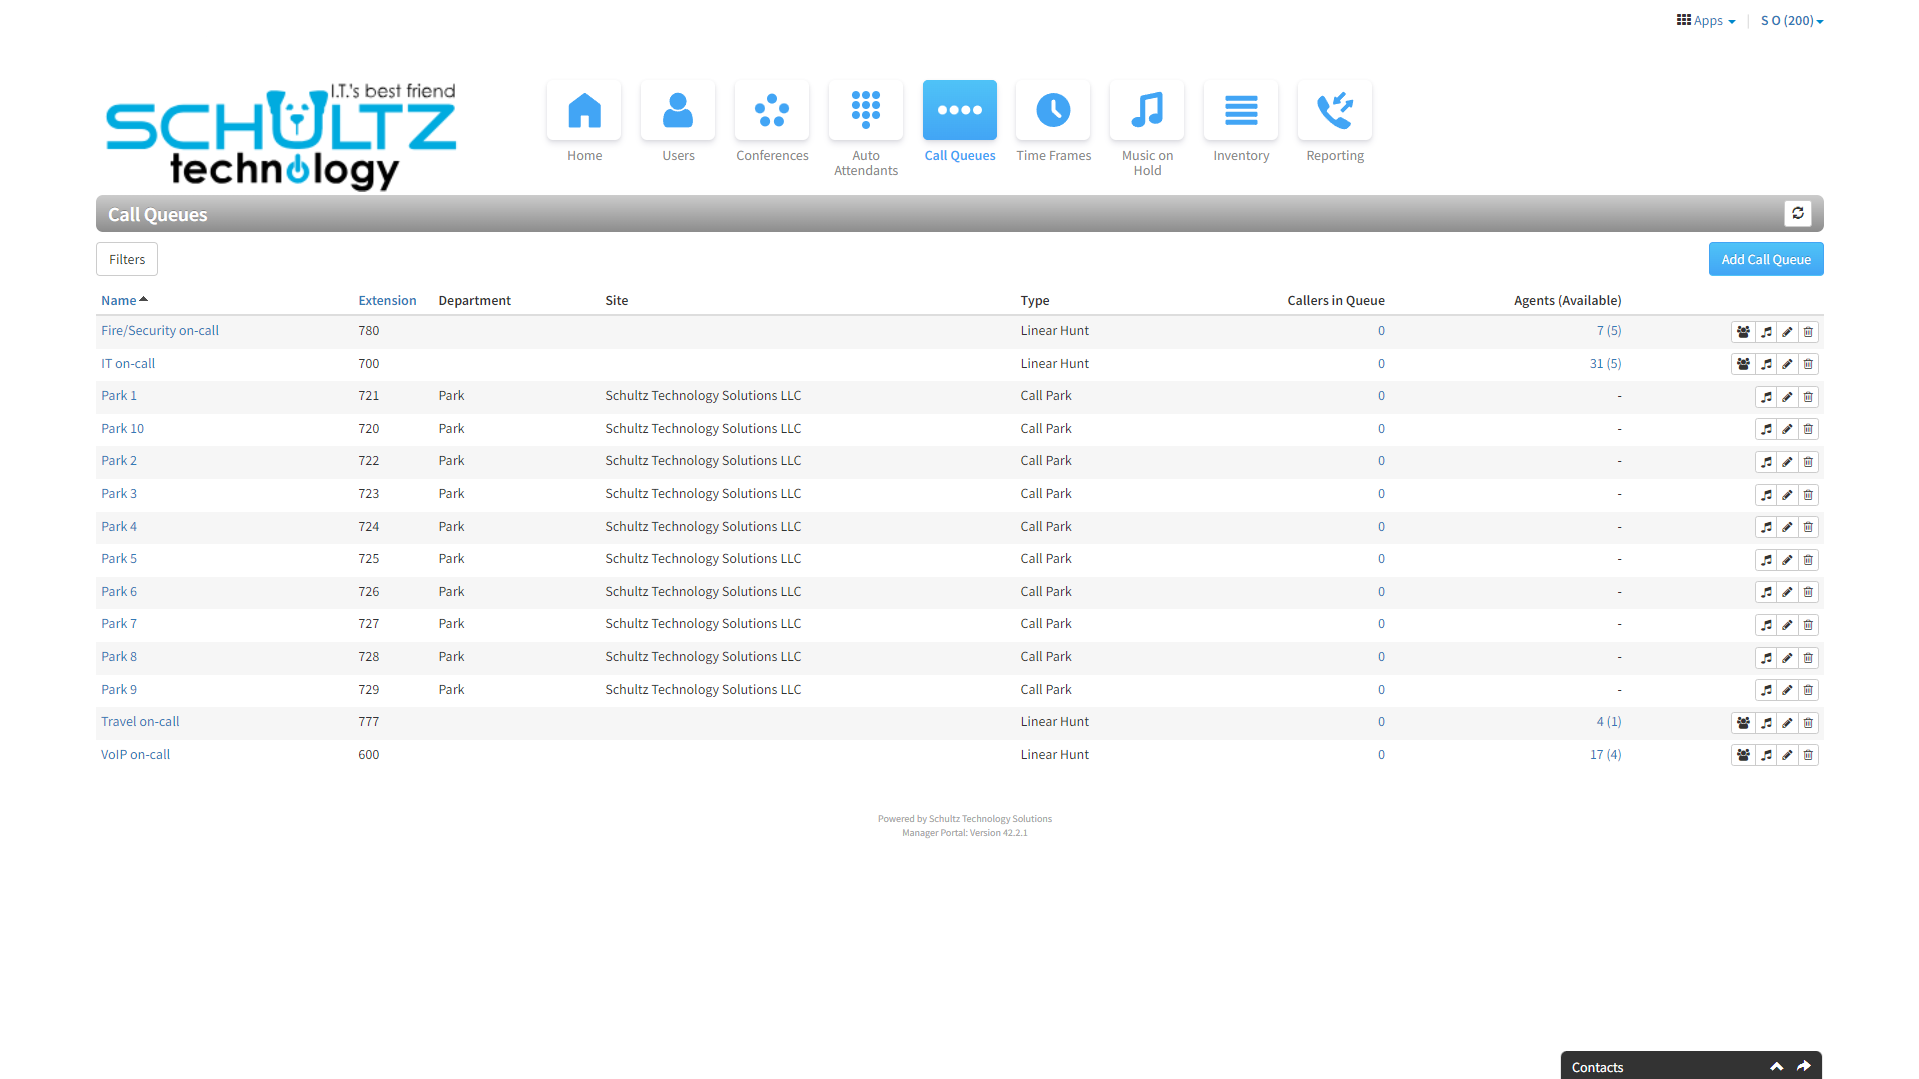 Apps
S O (200)
I.T.'s best friend
SCHULTZ
technology
Home
Users
Conferences
Auto Attendants
Call Queues
Time Frames
Music on Hold
Inventory
Reporting
Call Queues
Filters
Add Call Queue
Name Extension Department Site Type Callers in Queue Agents (Available)
Fire/Security on-call 780 Linear Hunt 0 7 (5)
IT on-call 700 Linear Hunt 0 31 (5)
Park 1 721 Park Schultz Technology Solutions LLC Call Park 0 -
Park 10 720 Park Schultz Technology Solutions LLC Call Park 0 -
Park 2 722 Park Schultz Technology Solutions LLC Call Park 0 -
Park 3 723 Park Schultz Technology Solutions LLC Call Park 0 -
Park 4 724 Park Schultz Technology Solutions LLC Call Park 0 -
Park 5 725 Park Schultz Technology Solutions LLC Call Park 0 -
Park 6 726 Park Schultz Technology Solutions LLC Call Park 0 -
Park 7 727 Park Schultz Technology Solutions LLC Call Park 0 -
Park 8 728 Park Schultz Technology Solutions LLC Call Park 0 -
Park 9 729 Park Schultz Technology Solutions LLC Call Park 0 -
Travel on-call 777 Linear Hunt 0 4 (1)
VoIP on-call 600 Linear Hunt 0 17 (4)
Powered by Schultz Technology Solutions
Manager Portal: Version 42.2.1
Contacts